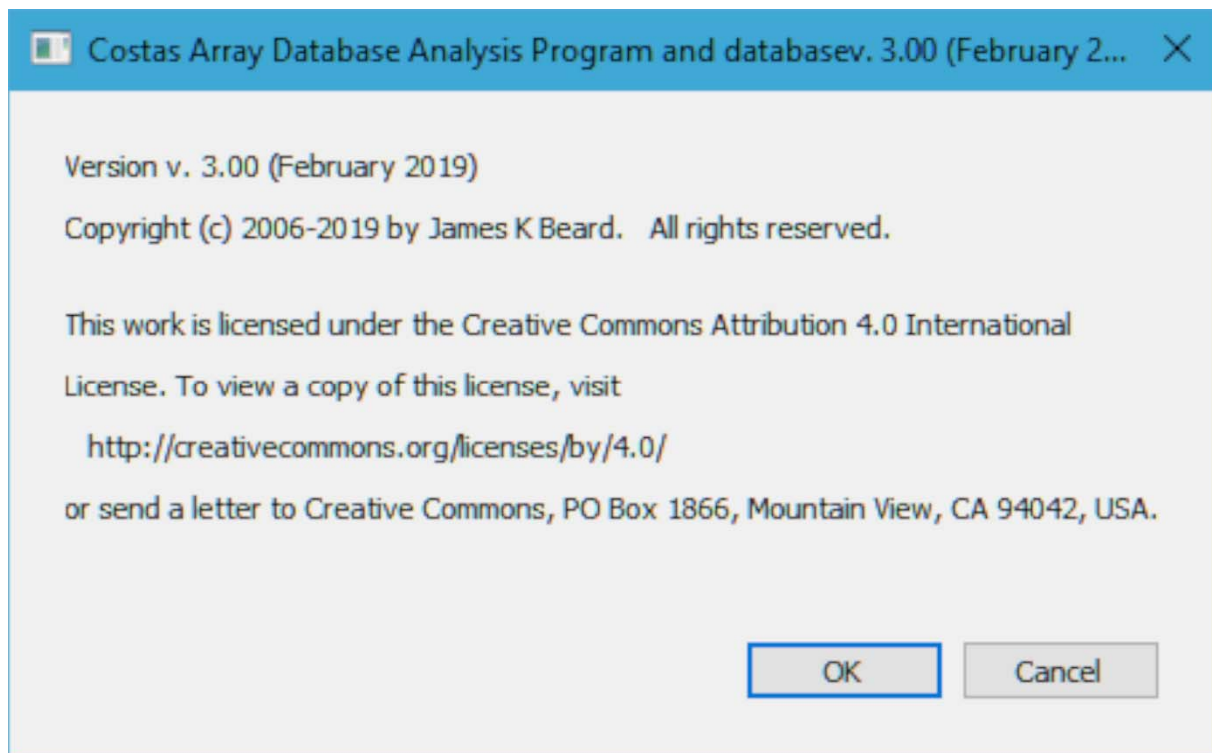 Costas Array Database Analysis Program and databasev. 3.00 (February 2...
Version v. 3.00 (February 2019)
Copyright (c) 2006-2019 by James K Beard.   All rights reserved.
This work is licensed under the Creative Commons Attribution 4.0 International
License. To view a copy of this license, visit
http://creativecommons.org/licenses/by/4.0/
or send a letter to Creative Commons, PO Box 1866, Mountain View, CA 94042, USA.
OK Cancel